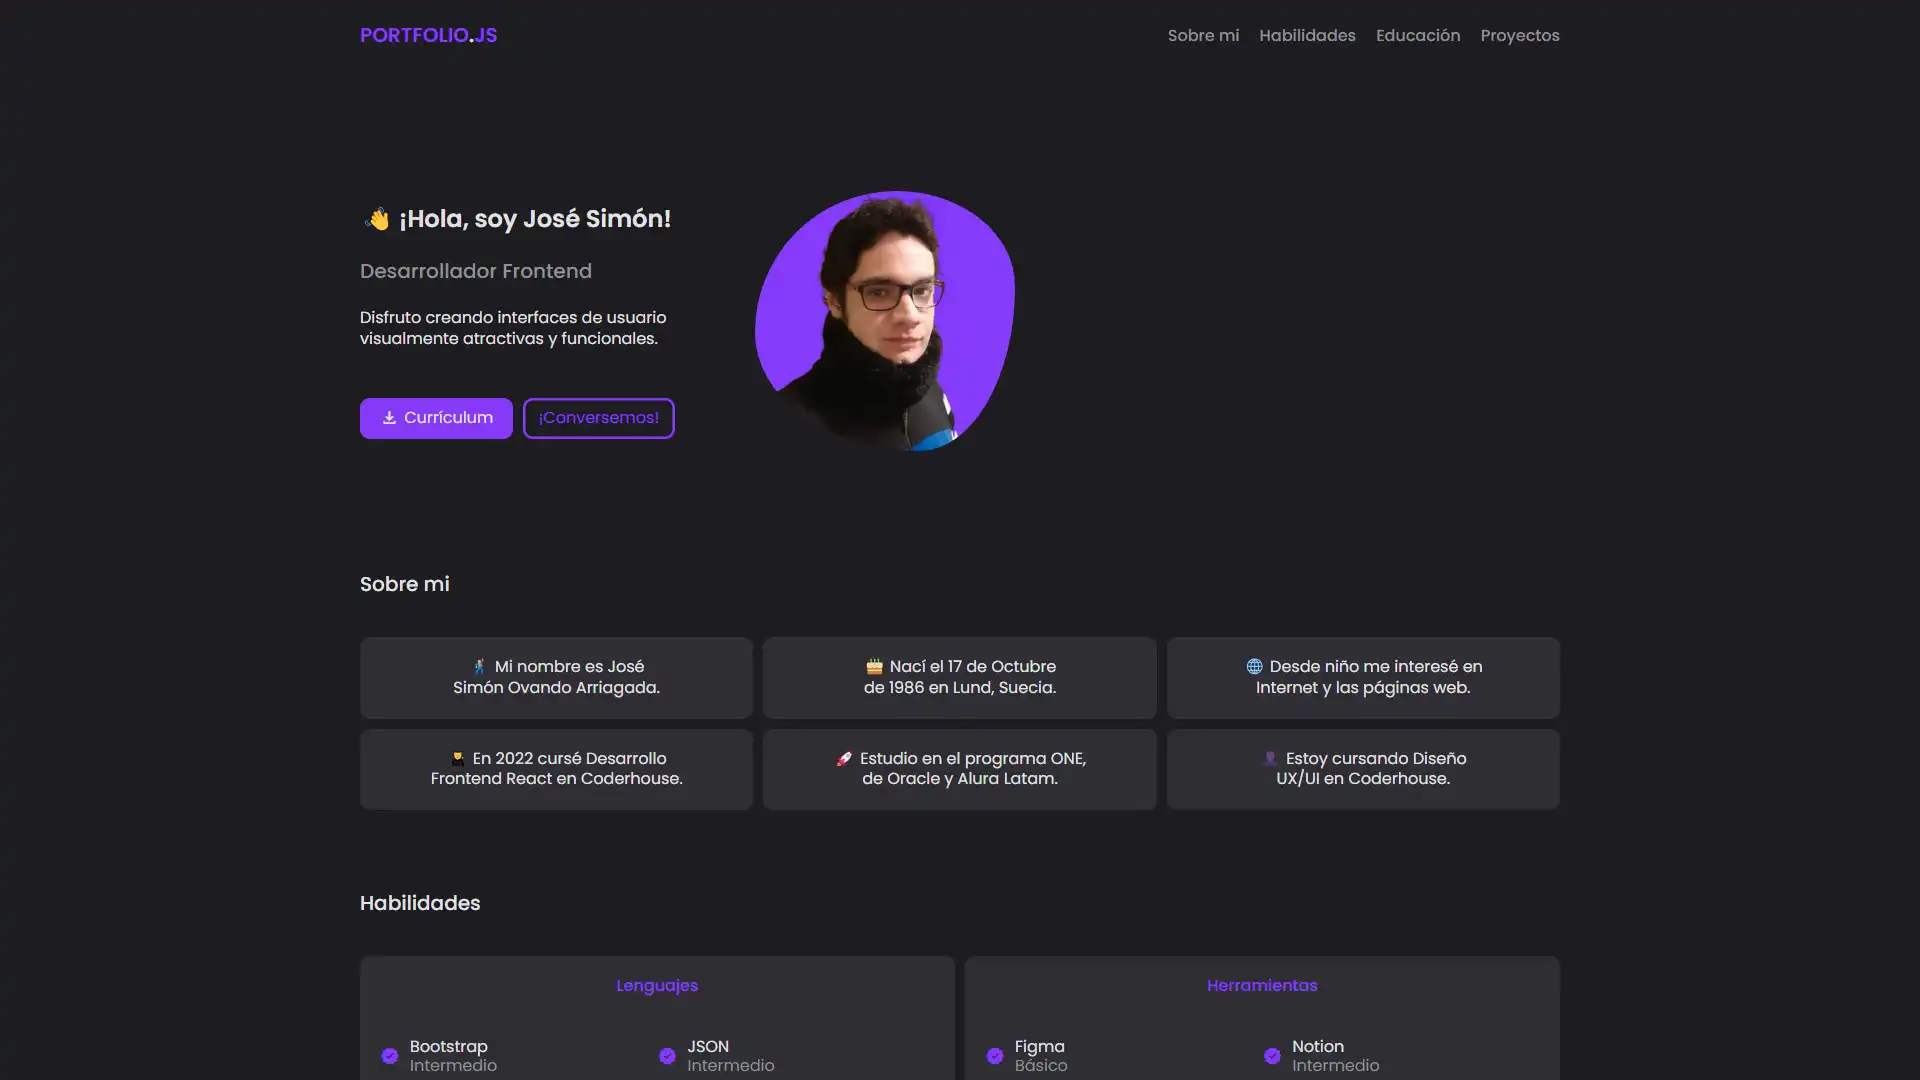 PORTFOLIO.JS
Sobre mi Habilidades Educación Proyectos
¡Hola, soy José Simón!
Desarrollador Frontend
Disfruto creando interfaces de usuario
visualmente atractivas y funcionales.
Currículum ¡Conversemos!
Sobre mi
Mi nombre es José
Simón Ovando Arriagada.
Nací el 17 de Octubre
de 1986 en Lund, Suecia.
Desde niño me interesé en
Internet y las páginas web.
En 2022 cursé Desarrollo
Frontend React en Coderhouse.
Estudio en el programa ONE,
de Oracle y Alura Latam.
Estoy cursando Diseño
UX/UI en Coderhouse.
Habilidades
Lenguajes
Bootstrap
Intermedio
JSON
Intermedio
Herramientas
Figma
Básico
Notion
Intermedio